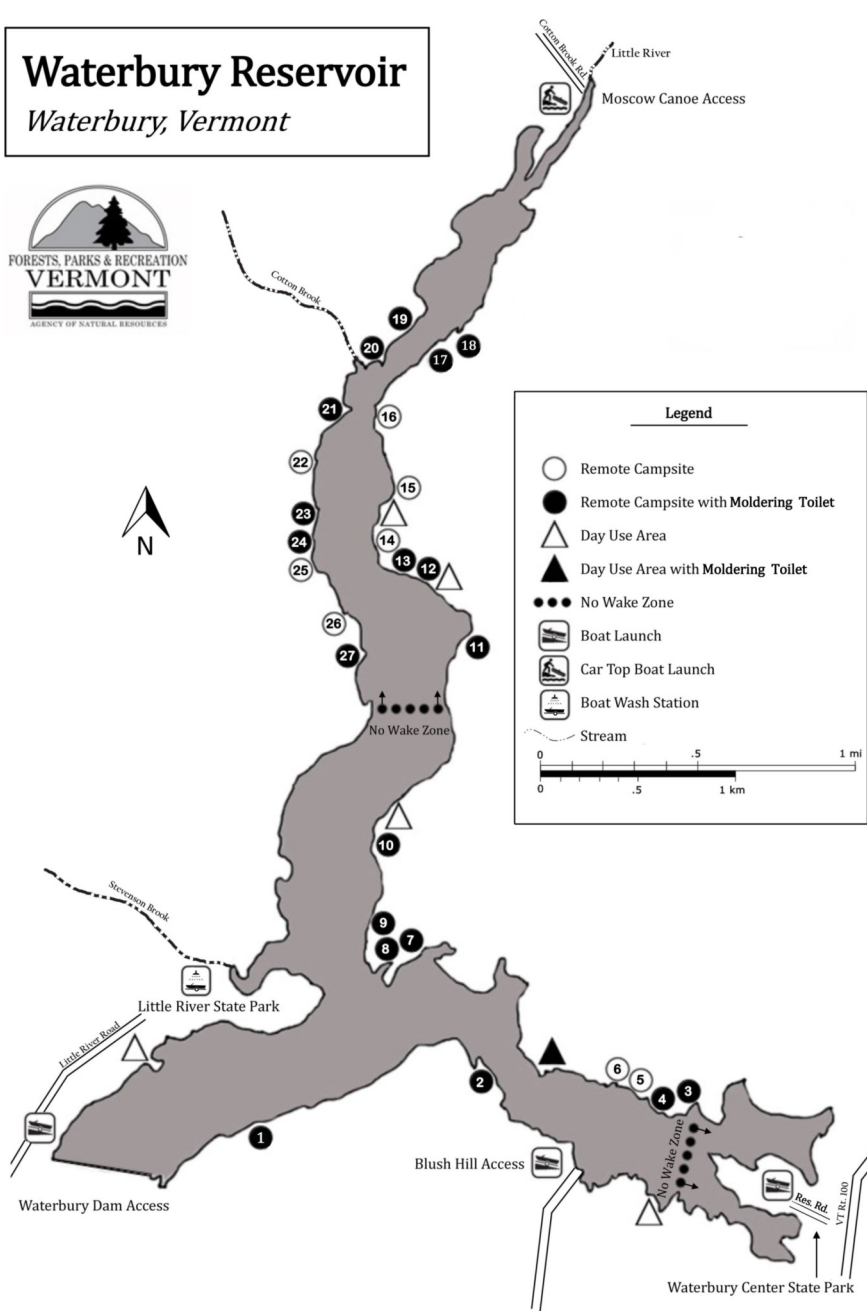 Waterbury Reservoir
Waterbury, Vermont
FORESTS, PARKS & RECREATION
VERMONT
AGENCY OF NATURAL RESOURCES
Cotton Brook Rd.
Little River
Moscow Canoe Access
Cotton Brook
19
20
18
17
21
16
22
15
23
24
14
13
12
25
26
11
27
No Wake Zone
10
9
8
7
Stevenson Brook
Little River State Park
Little River Road
1
2
6
5
4
3
No Wake Zone
Blush Hill Access
Waterbury Dam Access
Res. Rd.
VT Rt. 100
Waterbury Center State Park
N
Legend
Remote Campsite
Remote Campsite with Moldering Toilet
Day Use Area
Day Use Area with Moldering Toilet
No Wake Zone
Boat Launch
Car Top Boat Launch
Boat Wash Station
Stream
0 .5 1 mi
0 .5 1 km